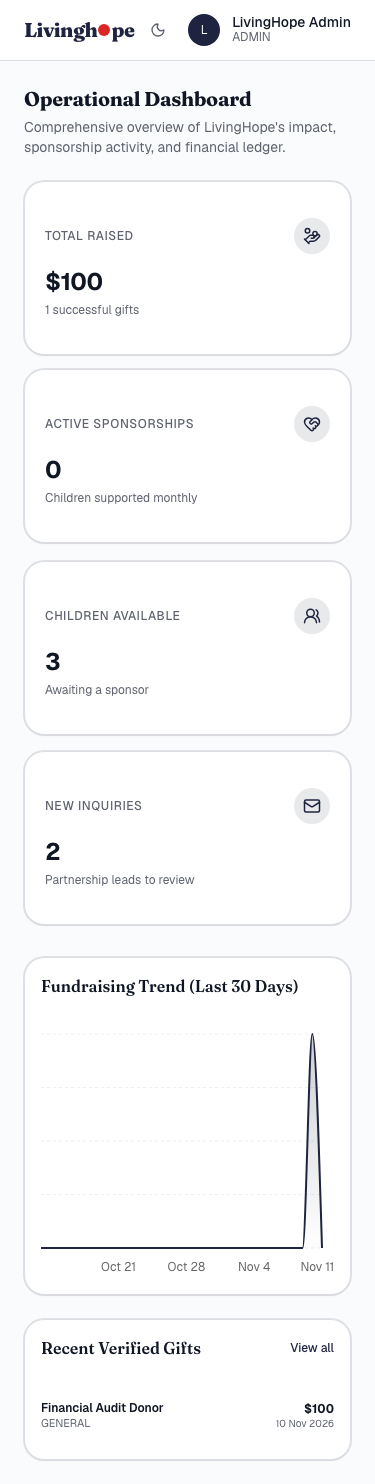 Livinghope
L
LivingHope Admin
ADMIN
Operational Dashboard
Comprehensive overview of LivingHope's impact,
sponsorship activity, and financial ledger.
TOTAL RAISED
$100
1 successful gifts
ACTIVE SPONSORSHIPS
0
Children supported monthly
CHILDREN AVAILABLE
3
Awaiting a sponsor
NEW INQUIRIES
2
Partnership leads to review
Fundraising Trend (Last 30 Days)
Oct 21 Oct 28 Nov 4 Nov 11
Recent Verified Gifts View all
Financial Audit Donor $100
GENERAL 10 Nov 2026